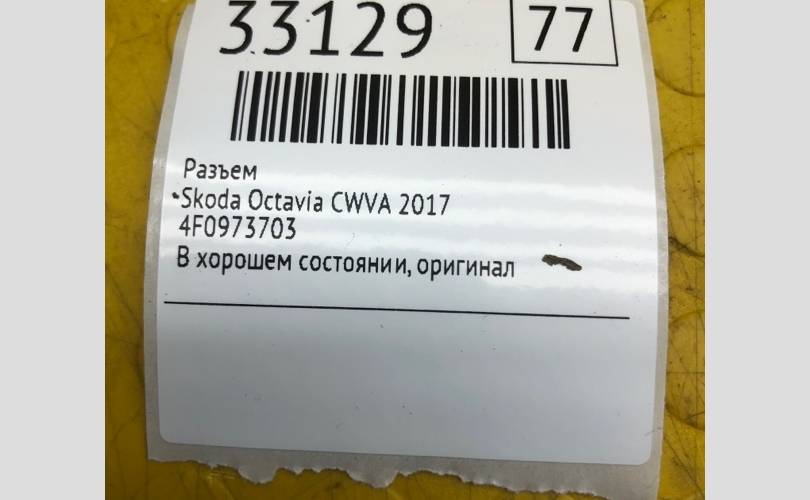 33129 77
Разъем
Skoda Octavia CWVA 2017
4F0973703
В хорошем состоянии, оригинал